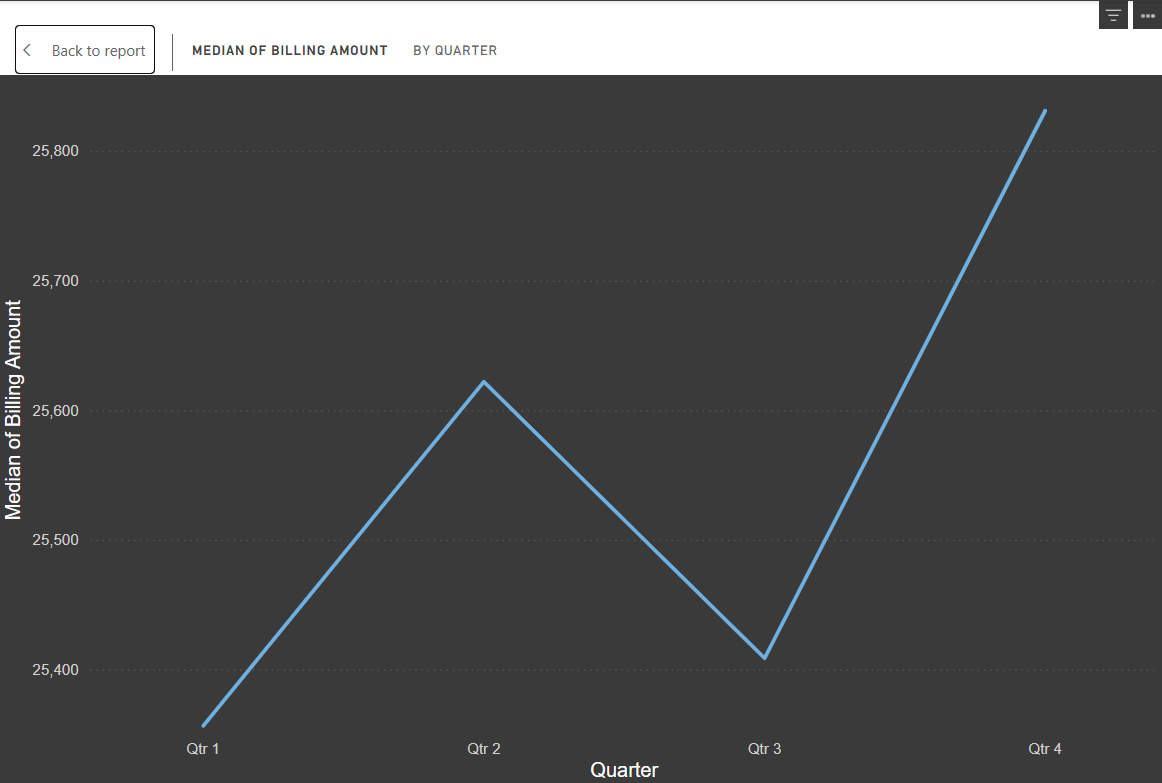 Back to report
MEDIAN OF BILLING AMOUNT BY QUARTER
Median of Billing Amount
25,800
25,700
25,600
25,500
25,400
Qtr 1 Qtr 2 Qtr 3 Qtr 4
Quarter